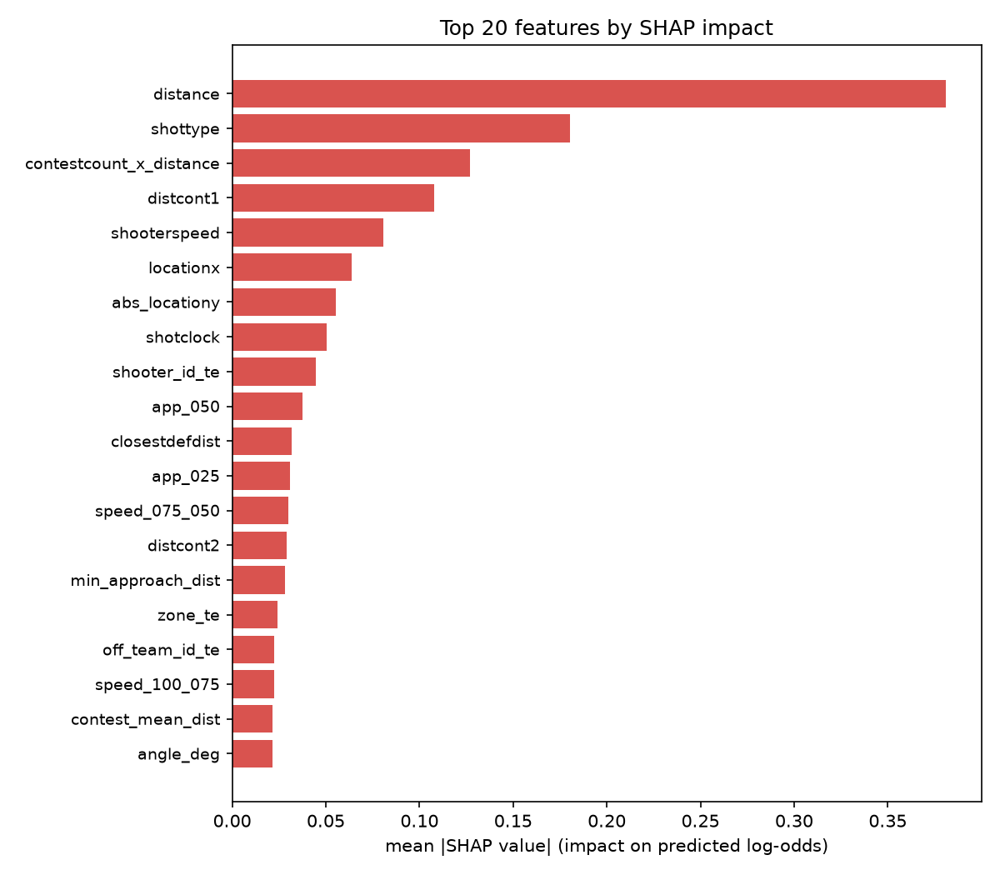 Top 20 features by SHAP impact
distance
shottype
contestcount_x_distance
distcont1
shooterspeed
locationx
abs_locationy
shotclock
shooter_id_te
app_050
closestdefdist
app_025
speed_075_050
distcont2
min_approach_dist
zone_te
off_team_id_te
speed_100_075
contest_mean_dist
angle_deg
0.00 0.05 0.10 0.15 0.20 0.25 0.30 0.35
mean |SHAP value| (impact on predicted log-odds)